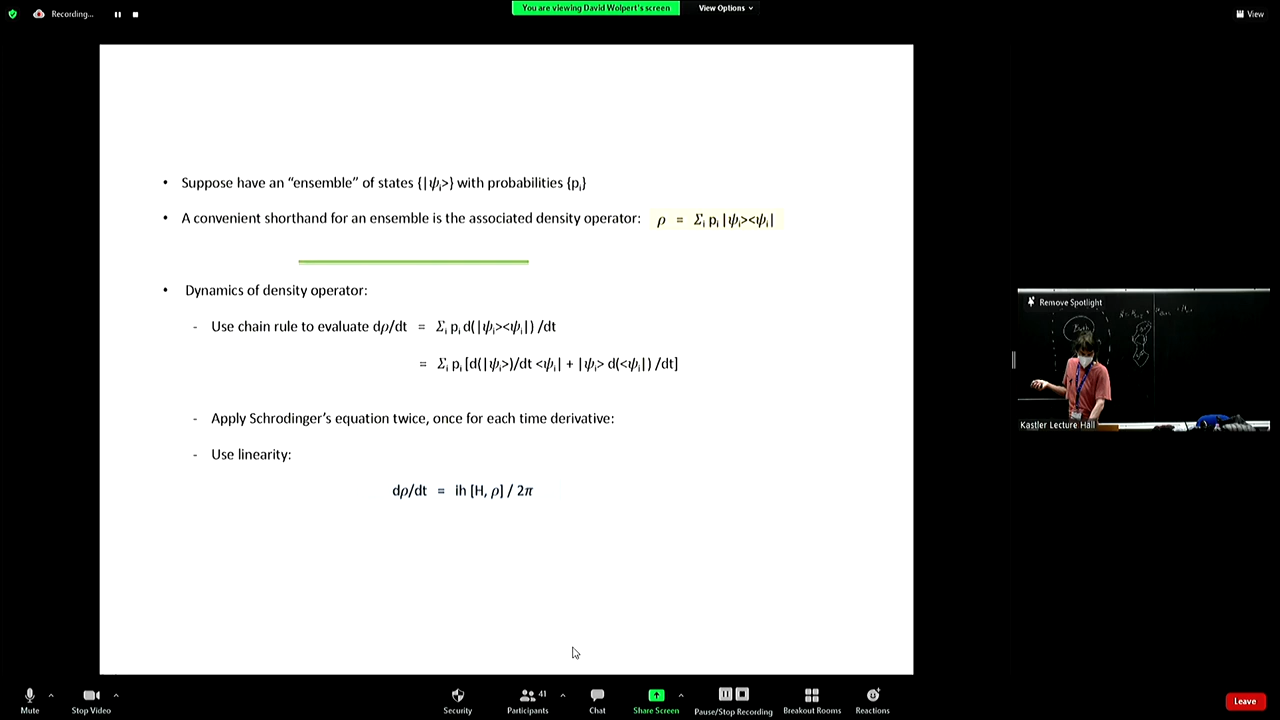 Recording...
You are viewing David Wolpert's screen
View Options
View
• Suppose have an “ensemble” of states {|ψᵢ>} with probabilities {pᵢ}
• A convenient shorthand for an ensemble is the associated density operator: ρ = Σᵢ pᵢ |ψᵢ><ψᵢ|
• Dynamics of density operator:
- Use chain rule to evaluate dρ/dt = Σᵢ pᵢ d(|ψᵢ><ψᵢ|) /dt
= Σᵢ pᵢ [d(|ψᵢ>)/dt <ψᵢ| + |ψᵢ> d(<ψᵢ|) /dt]
- Apply Schrodinger’s equation twice, once for each time derivative:
- Use linearity:
dρ/dt = ih [H, ρ] / 2π
Remove Spotlight
Kastler Lecture Hall
Mute
Stop Video
Security
Participants
41
Chat
Share Screen
Pause/Stop Recording
Breakout Rooms
Reactions
Leave